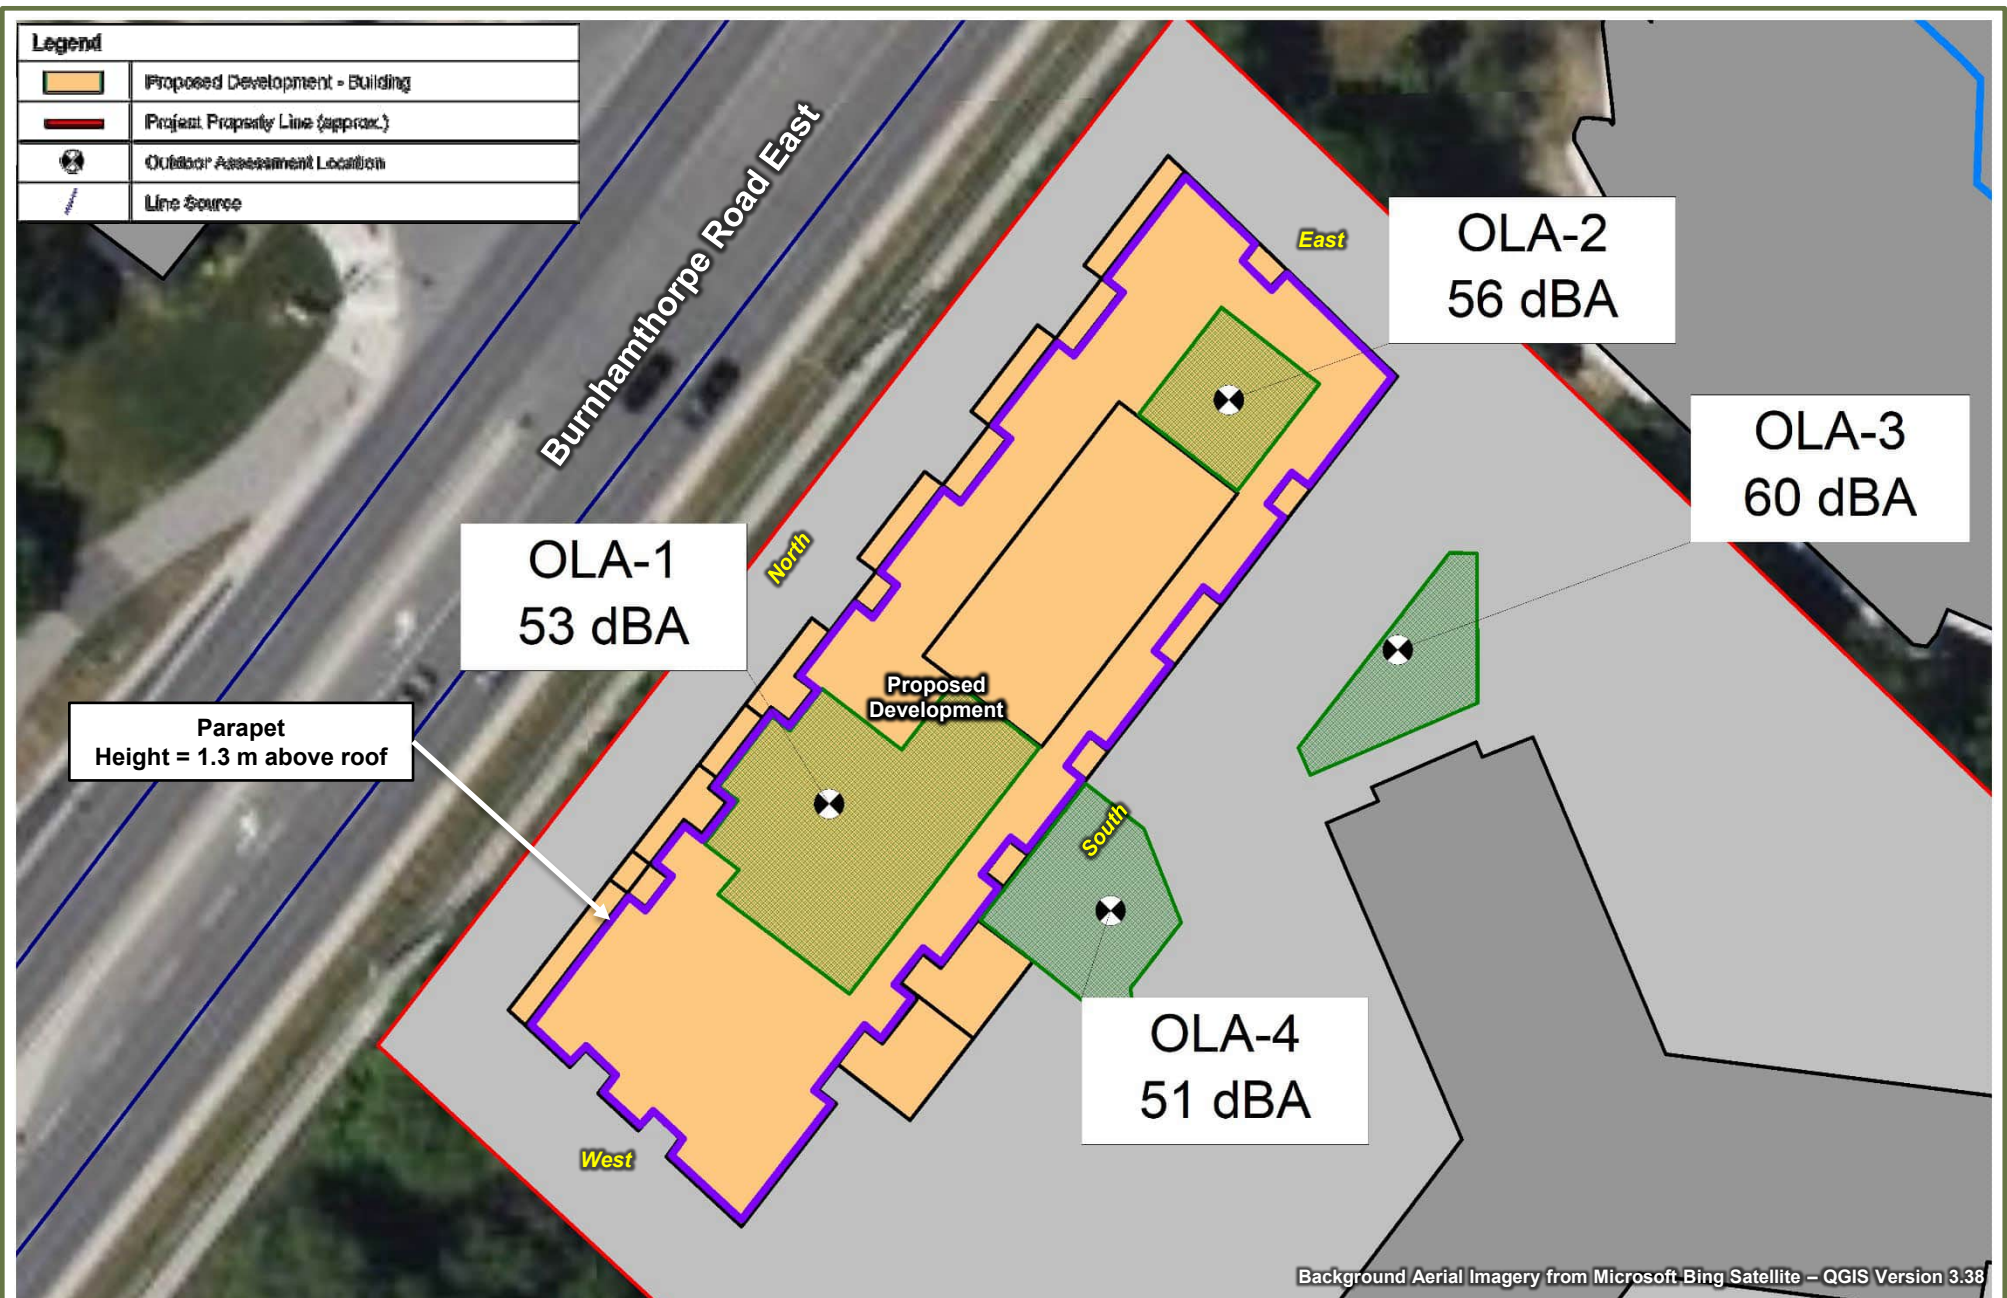 Legend
Proposed Development - Building
Project Property Line (approx.)
Outdoor Assessment Location
Line Source
Burnhamthorpe Road East
East
OLA-2
56 dBA
OLA-3
60 dBA
North
OLA-1
53 dBA
Proposed
Development
Parapet
Height = 1.3 m above roof
South
OLA-4
51 dBA
West
Background Aerial Imagery from Microsoft Bing Satellite – QGIS Version 3.38